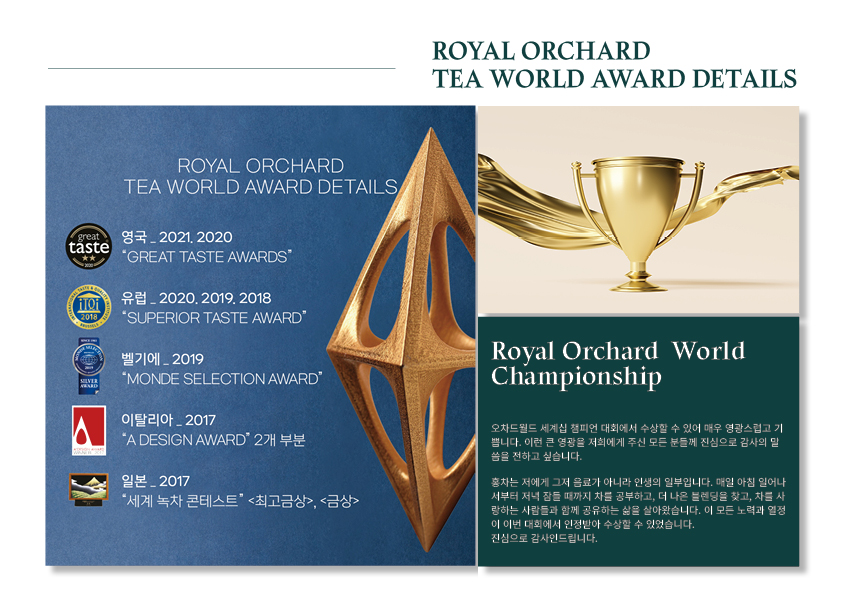 ROYAL ORCHARD
TEA WORLD AWARD DETAILS
ROYAL ORCHARD
TEA WORLD AWARD DETAILS
great
taste
2020
영국 _ 2021, 2020
“GREAT TASTE AWARDS”
iTQi
2018
유럽 _ 2020, 2019, 2018
“SUPERIOR TASTE AWARD”
MONDE SELECTION
2019
SILVER
AWARD
벨기에 _ 2019
“MONDE SELECTION AWARD”
이탈리아 _ 2017
“A DESIGN AWARD” 2개 부분
일본 _ 2017
“세계 녹차 콘테스트” <최고금상>, <금상>
Royal Orchard World
Championship
오차드월드 세계십 챔피언 대회에서 수상할 수 있어 매우 영광스럽고 기
쁩니다. 이런 큰 영광을 저희에게 주신 모든 분들께 진심으로 감사의 말
씀을 전하고 싶습니다.
홍차는 저에게 그저 음료가 아니라 인생의 일부입니다. 매일 아침 일어나
서부터 저녁 잠들 때까지 차를 공부하고, 더 나은 블렌딩을 찾고, 차를 사
랑하는 사람들과 함께 공유하는 삶을 살아왔습니다. 이 모든 노력과 열정
이 이번 대회에서 인정받아 수상할 수 있었습니다.
진심으로 감사인드립니다.